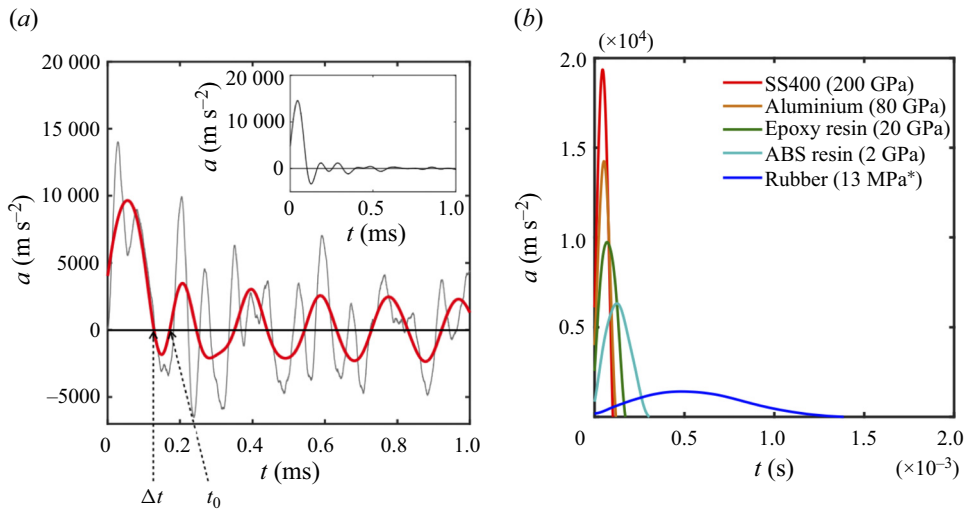 (a)
20 000
15 000
10 000
5000
0
−5000
a (m s−2)
0
0.2
0.4
0.6
0.8
1.0
t (ms)
Δt
t0
20 000
10 000
0
a (m s−2)
0
0.5
1.0
t (ms)
(b)
(×10⁴)
2.0
1.5
1.0
0.5
a (m s−2)
SS400 (200 GPa)
Aluminium (80 GPa)
Epoxy resin (20 GPa)
ABS resin (2 GPa)
Rubber (13 MPa*)
0
0.5
1.0
1.5
2.0
t (s)
(×10−3)